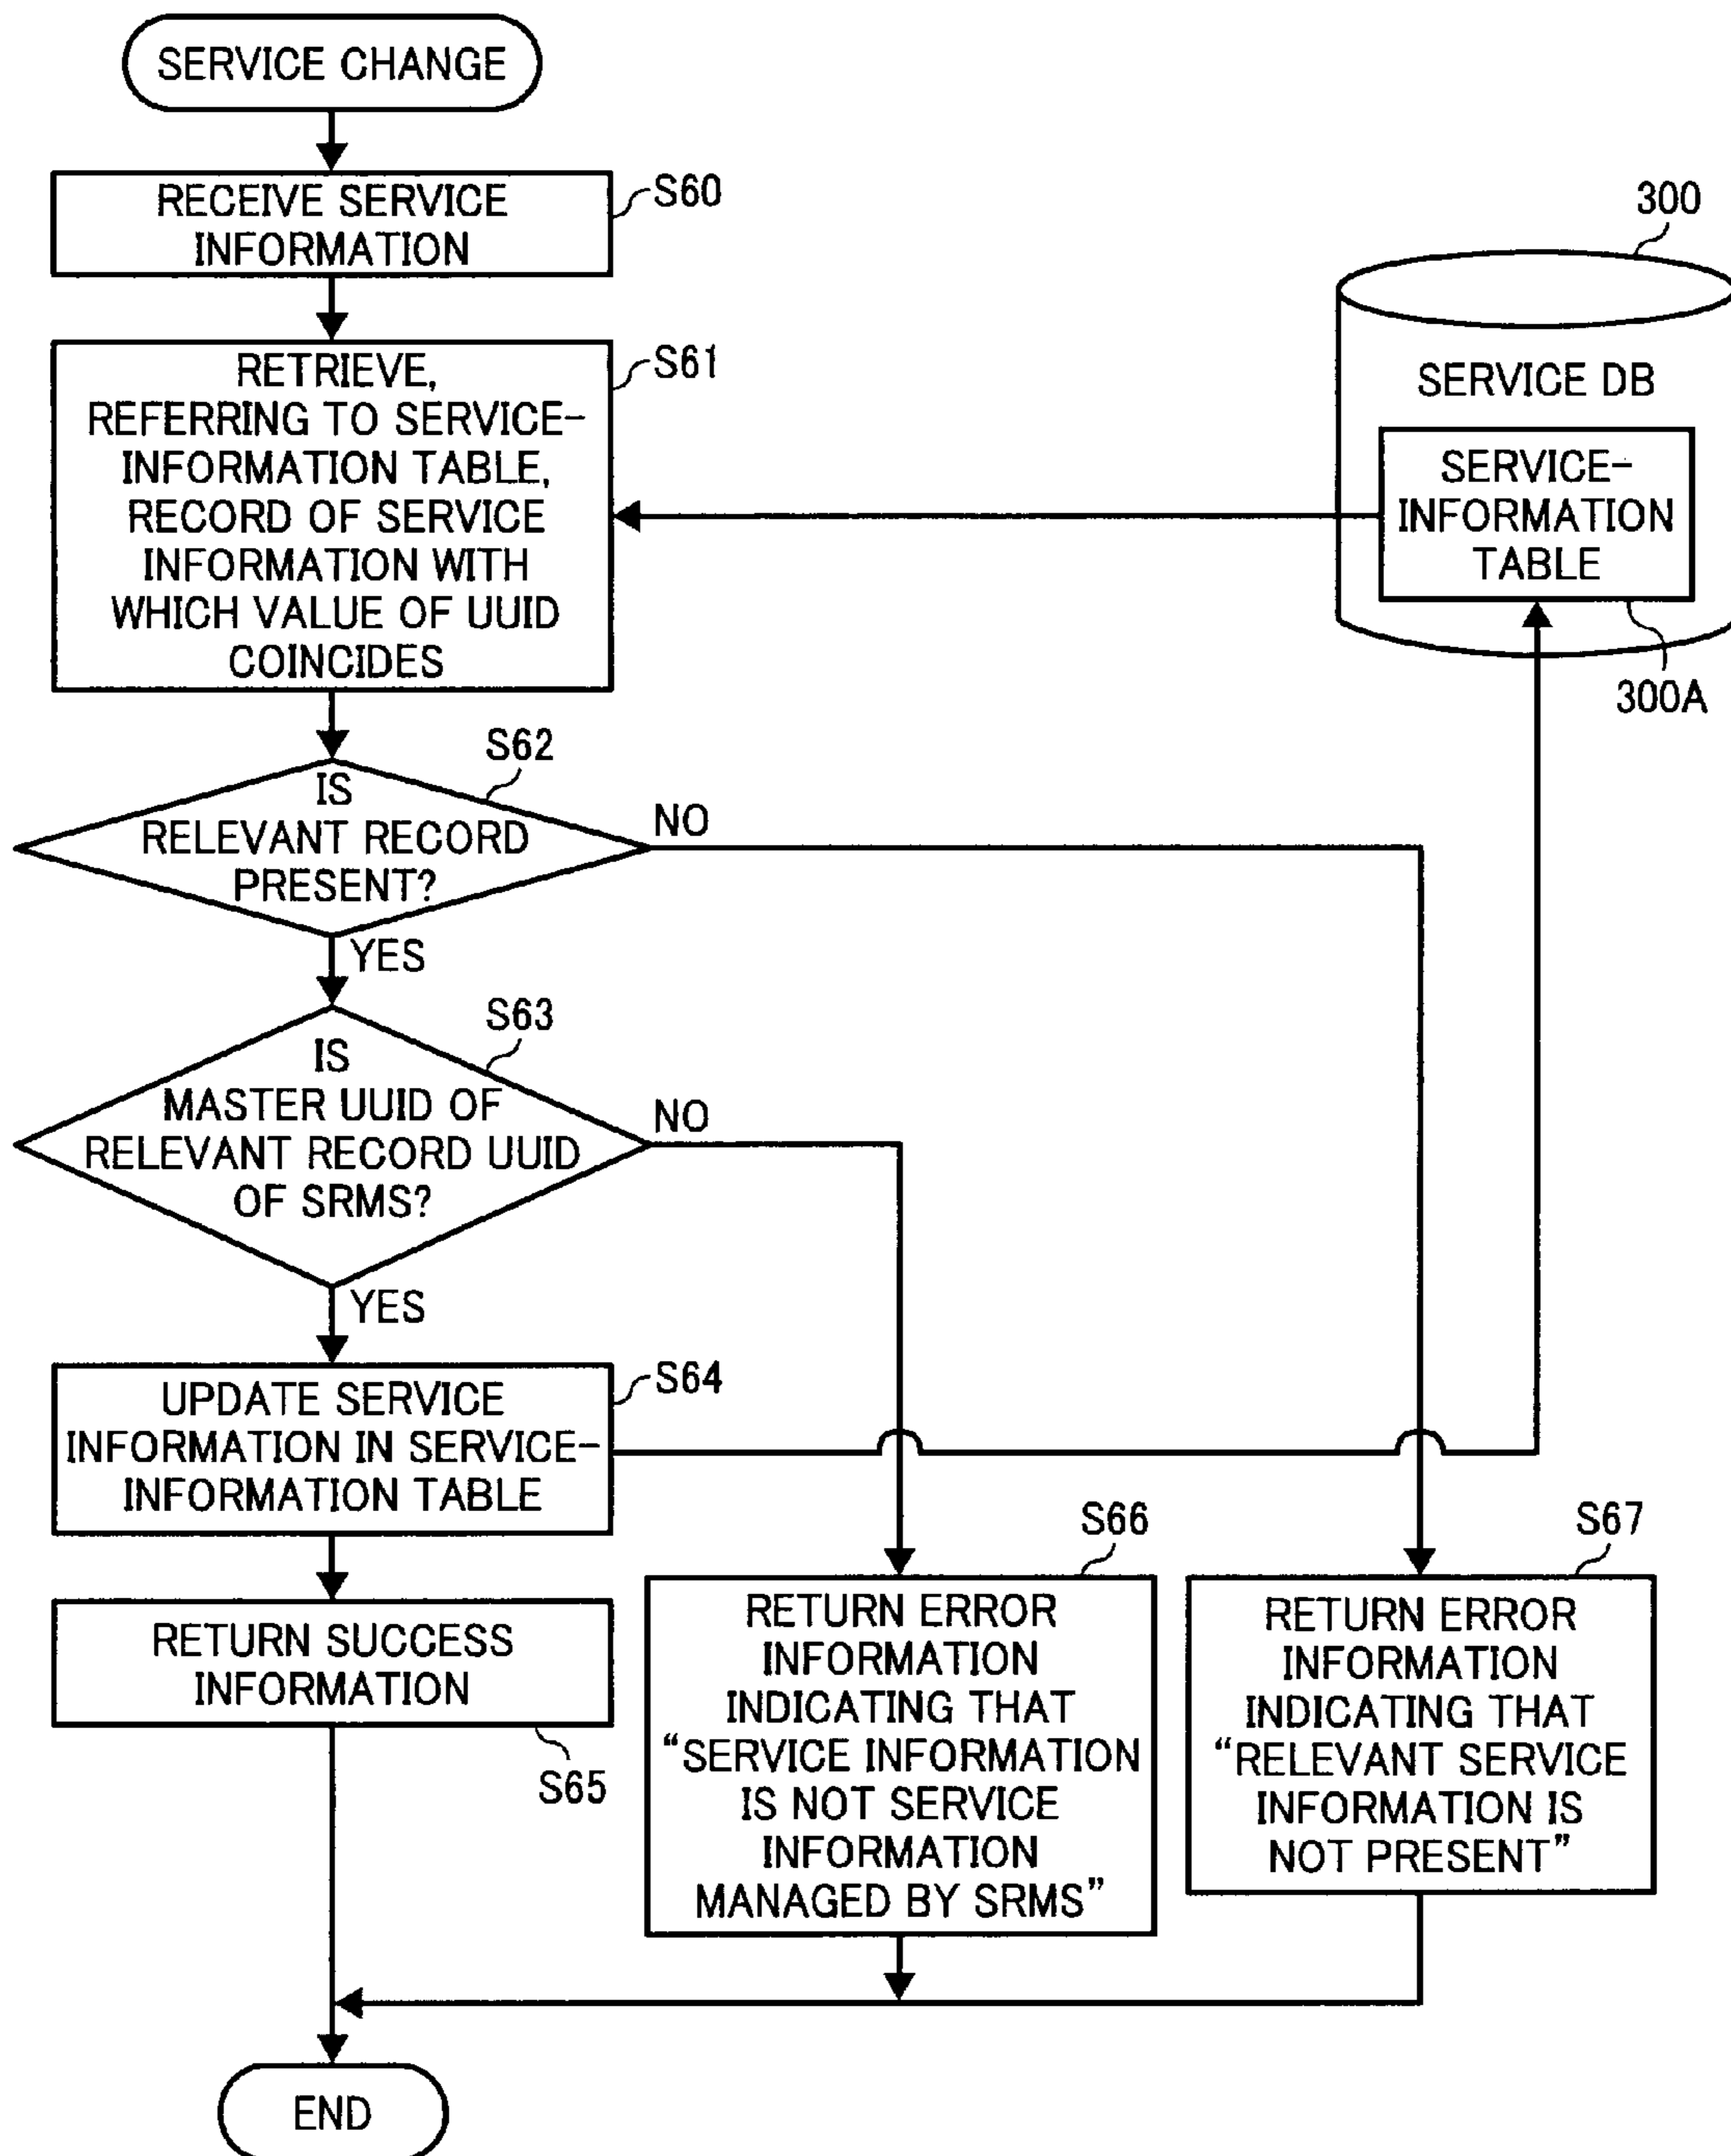 SERVICE CHANGE
RECEIVE SERVICE
INFORMATION
S60
RETRIEVE,
REFERRING TO SERVICE-
INFORMATION TABLE,
RECORD OF SERVICE
INFORMATION WITH
WHICH VALUE OF UUID
COINCIDES
S61
300
SERVICE DB
SERVICE-
INFORMATION
TABLE
300A
S62
IS
RELEVANT RECORD
PRESENT?
NO
YES
S63
IS
MASTER UUID OF
RELEVANT RECORD UUID
OF SRMS?
NO
YES
S64
UPDATE SERVICE
INFORMATION IN SERVICE-
INFORMATION TABLE
RETURN SUCCESS
INFORMATION
S65
S66
RETURN ERROR
INFORMATION
INDICATING THAT
“SERVICE INFORMATION
IS NOT SERVICE
INFORMATION
MANAGED BY SRMS”
S67
RETURN ERROR
INFORMATION
INDICATING THAT
“RELEVANT SERVICE
INFORMATION IS
NOT PRESENT”
END